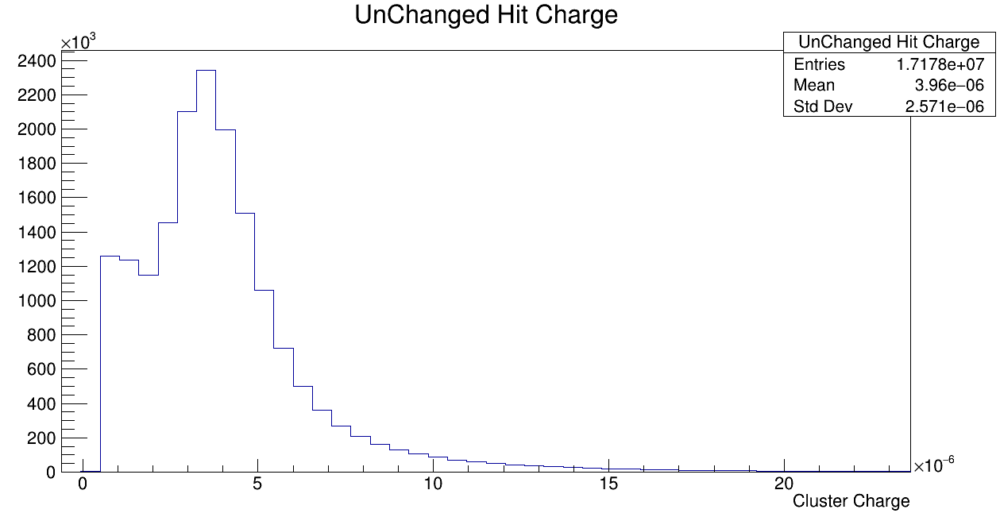 UnChanged Hit Charge
×10³
UnChanged Hit Charge
Entries 1.7178e+07
Mean 3.96e−06
Std Dev 2.571e−06
2400
2200
2000
1800
1600
1400
1200
1000
800
600
400
200
0
0 5 10 15 20
×10⁻⁶
Cluster Charge